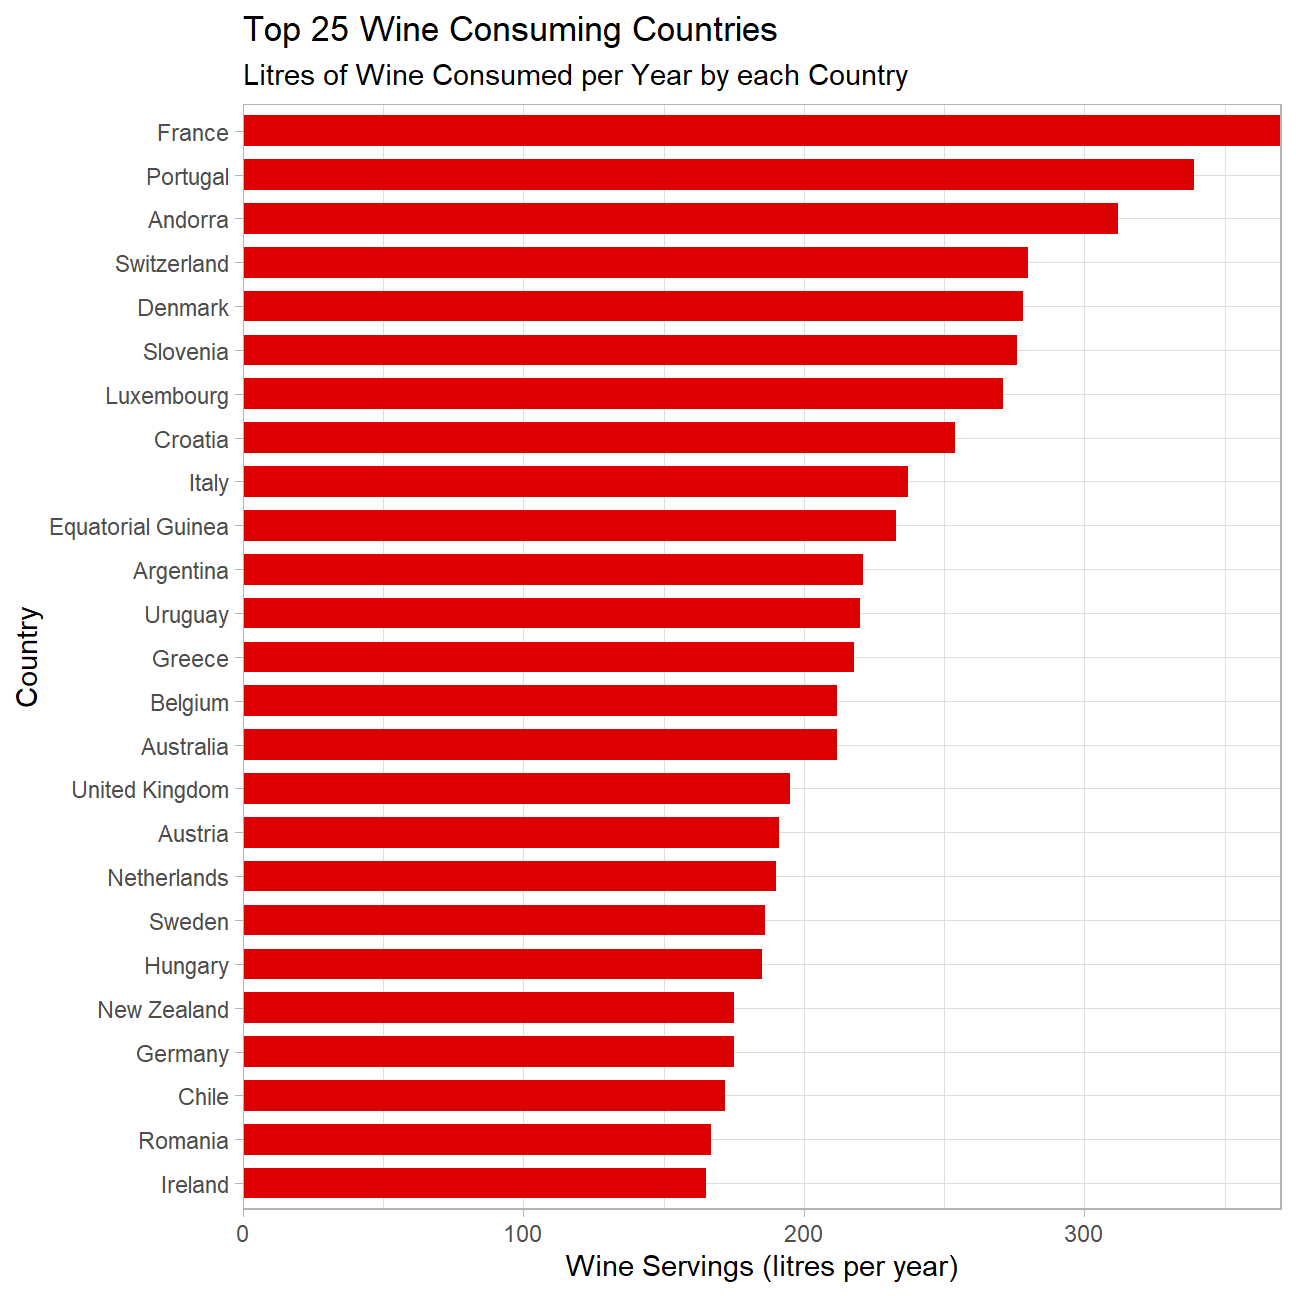 Top 25 Wine Consuming Countries
Litres of Wine Consumed per Year by each Country
France
Portugal
Andorra
Switzerland
Denmark
Slovenia
Luxembourg
Croatia
Italy
Equatorial Guinea
Argentina
Uruguay
Greece
Belgium
Australia
United Kingdom
Austria
Netherlands
Sweden
Hungary
New Zealand
Germany
Chile
Romania
Ireland
Country
0 100 200 300
Wine Servings (litres per year)